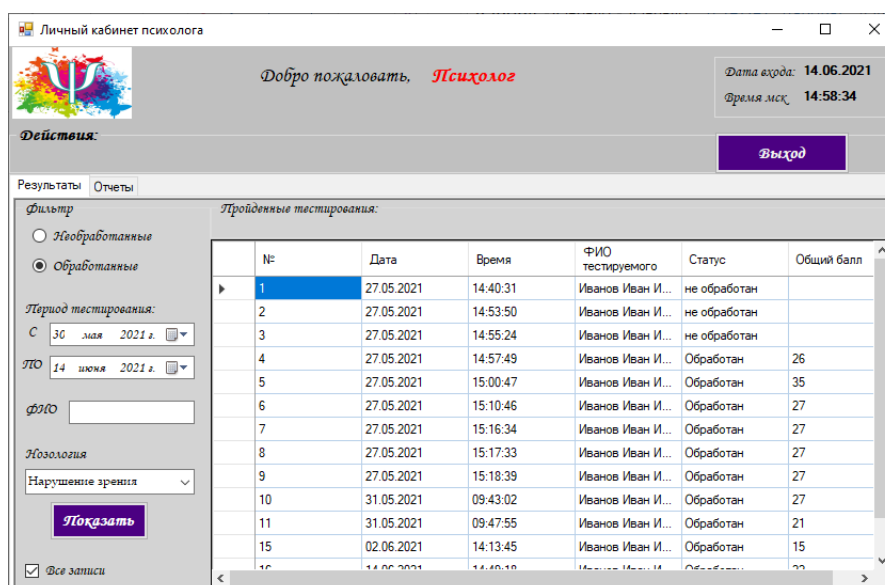 Личный кабинет психолога
Добро пожаловать, Психолог
Дата входа: 14.06.2021
Время мск 14:58:34
Действия:
Выход
Результаты Отчеты
Фильтр
Необработанные
Обработанные
Период тестирования:
С 30 мая 2021 г.
ПО 14 июня 2021 г.
ФИО
Нозология
Нарушение зрения
Показать
Все записи
Пройденные тестирования:
№ Дата Время ФИО тестируемого Статус Общий балл
1 27.05.2021 14:40:31 Иванов Иван И... не обработан
2 27.05.2021 14:53:50 Иванов Иван И... не обработан
3 27.05.2021 14:55:24 Иванов Иван И... не обработан
4 27.05.2021 14:57:49 Иванов Иван И... Обработан 26
5 27.05.2021 15:00:47 Иванов Иван И... Обработан 35
6 27.05.2021 15:10:46 Иванов Иван И... Обработан 27
7 27.05.2021 15:16:34 Иванов Иван И... Обработан 27
8 27.05.2021 15:17:33 Иванов Иван И... Обработан 27
9 27.05.2021 15:18:39 Иванов Иван И... Обработан 27
10 31.05.2021 09:43:02 Иванов Иван И... Обработан 27
11 31.05.2021 09:47:55 Иванов Иван И... Обработан 21
15 02.06.2021 14:13:45 Иванов Иван И... Обработан 15